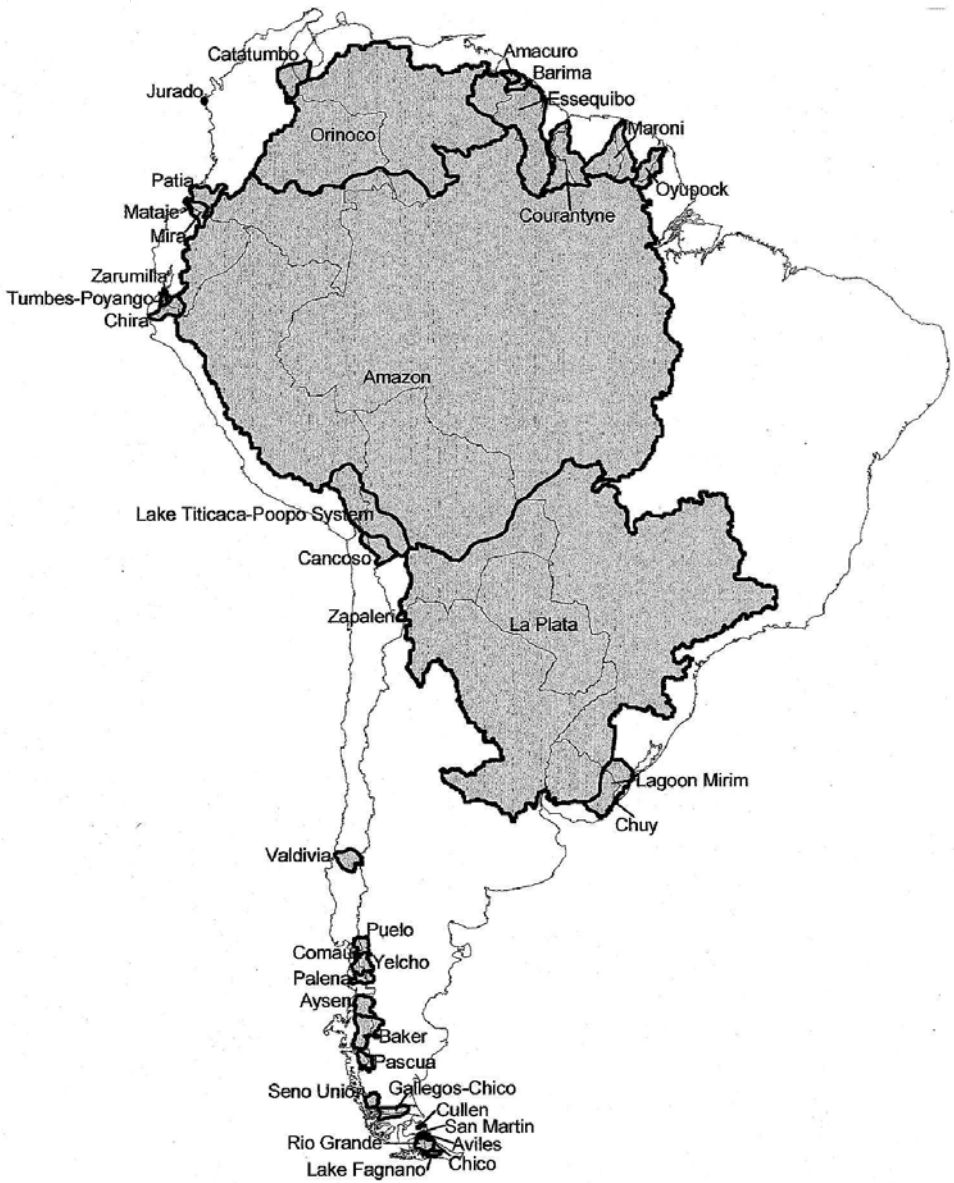 Catatumbo
Amacuro
Barima
Jurado
Essequibo
Orinoco
Maroni
Patia
Oyupock
Mataje
Courantyne
Mira
Zarumilla
Tumbes-Poyango
Chira
Amazon
Lake Titicaca-Poopo System
Cancoso
Zapaleri
La Plata
Lagoon Mirim
Chuy
Valdivia
Puelo
Comau
Yelcho
Palena
Aysen
Baker
Pascua
Seno Union
Gallegos-Chico
Cullen
San Martin
Rio Grande
Aviles
Chico
Lake Fagnano